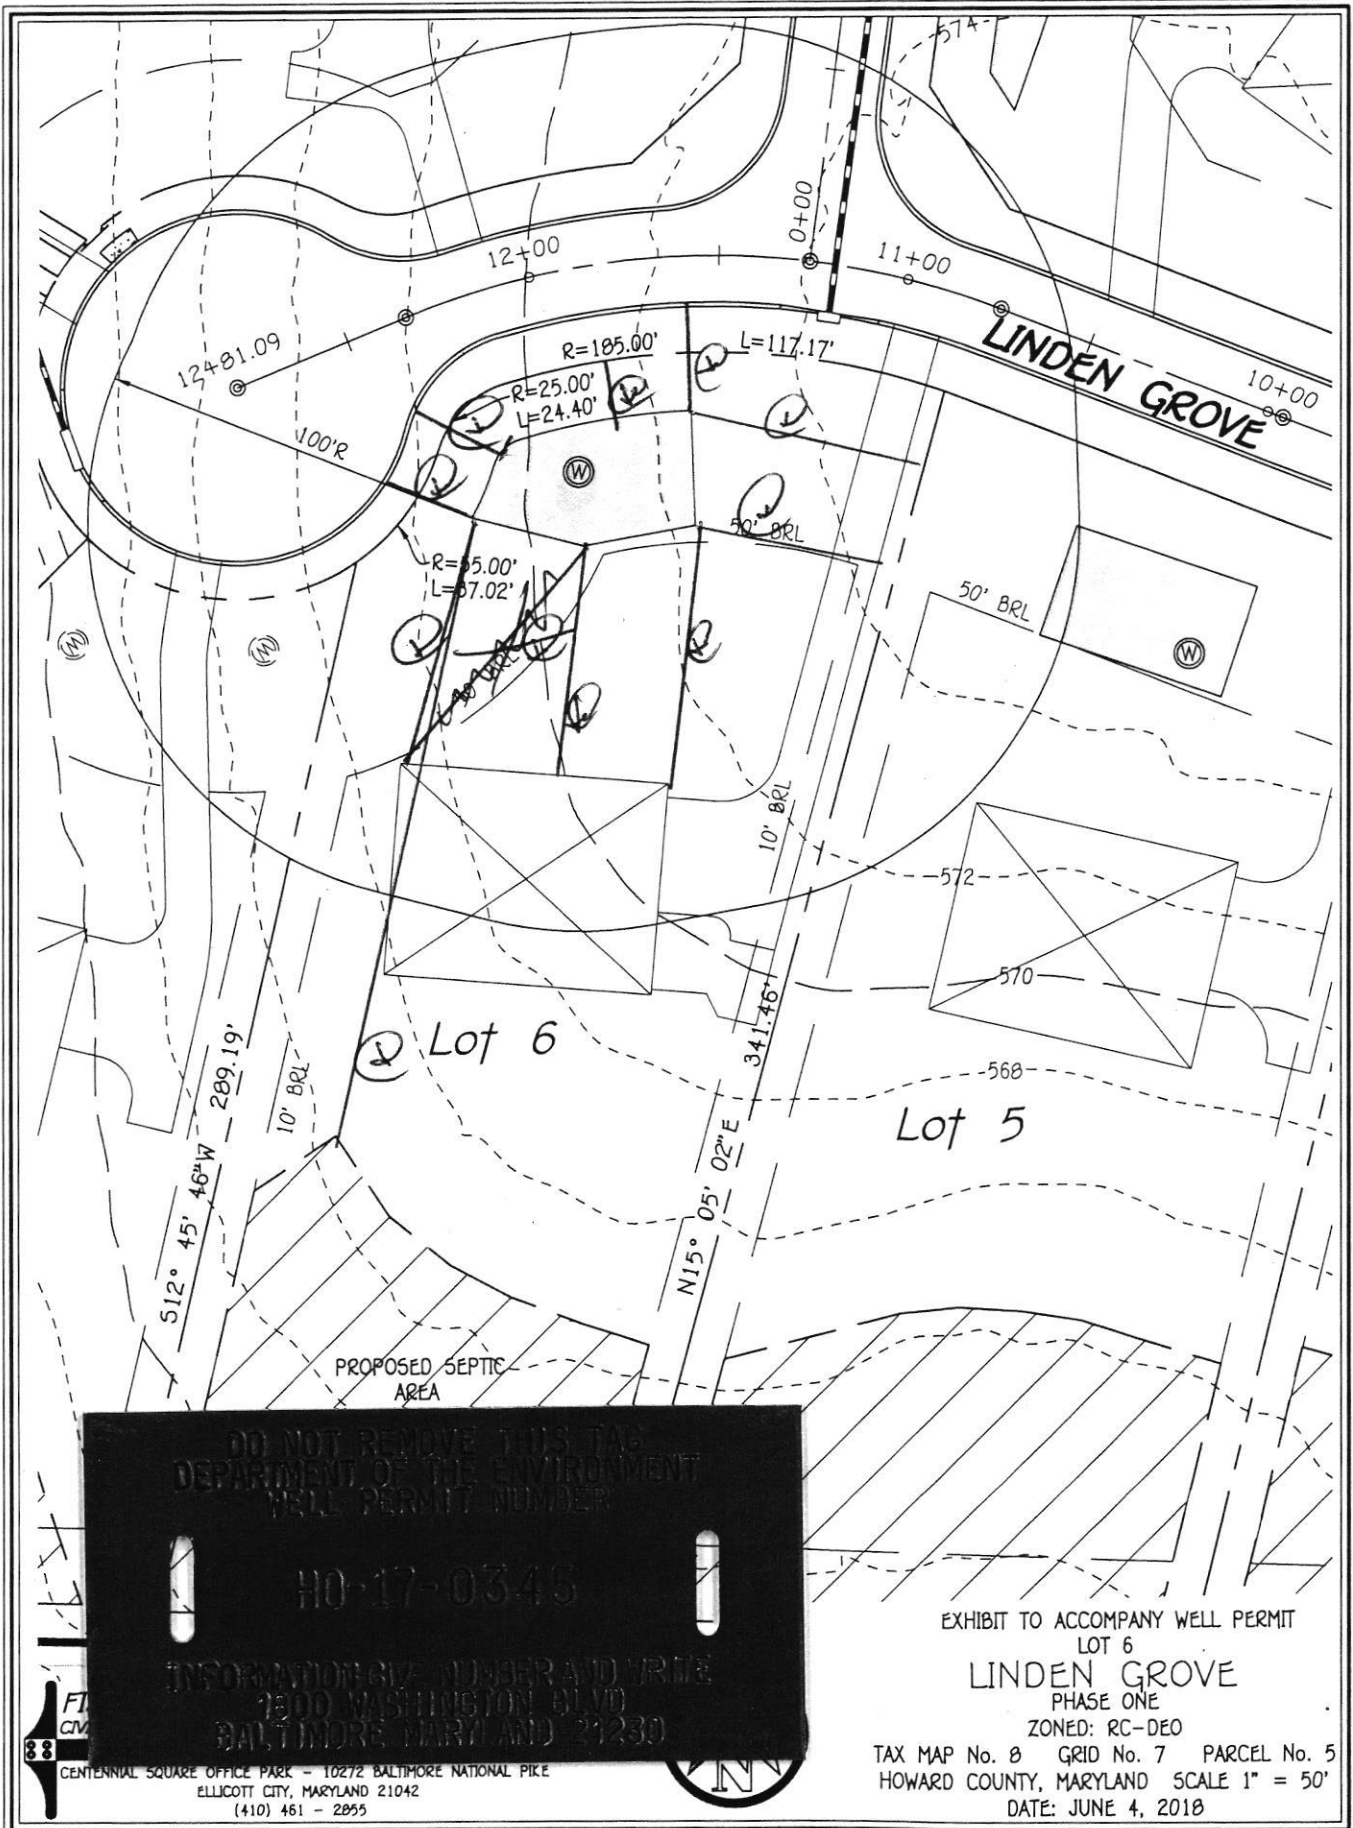 574
0+00
12+00
11+00
LINDEN GROVE
10+00
12+81.09
R=185.00'
L=117.17'
R=25.00'
L=24.40'
100'R
W
50' BRL
R=55.00'
L=37.02'
50' BRL
W
W
W
10' BRL
572
570
341.46'
Lot 6
568
Lot 5
289.19'
10' BRL
S12° 45' 46"W
N15° 05' 02"E
PROPOSED SEPTIC
AREA
DO NOT REMOVE THIS TAG
DEPARTMENT OF THE ENVIRONMENT
WELL PERMIT NUMBER
HO-17-0345
INFORMATION GIVE NUMBER AND WRITE
1800 WASHINGTON BLVD
BALTIMORE MARYLAND 21230
CENTENNIAL SQUARE OFFICE PARK - 10272 BALTIMORE NATIONAL PIKE
ELLICOTT CITY, MARYLAND 21042
(410) 461 - 2855
N
EXHIBIT TO ACCOMPANY WELL PERMIT
LOT 6
LINDEN GROVE
PHASE ONE
ZONED: RC-DEO
TAX MAP No. 8 GRID No. 7 PARCEL No. 5
HOWARD COUNTY, MARYLAND SCALE 1" = 50'
DATE: JUNE 4, 2018